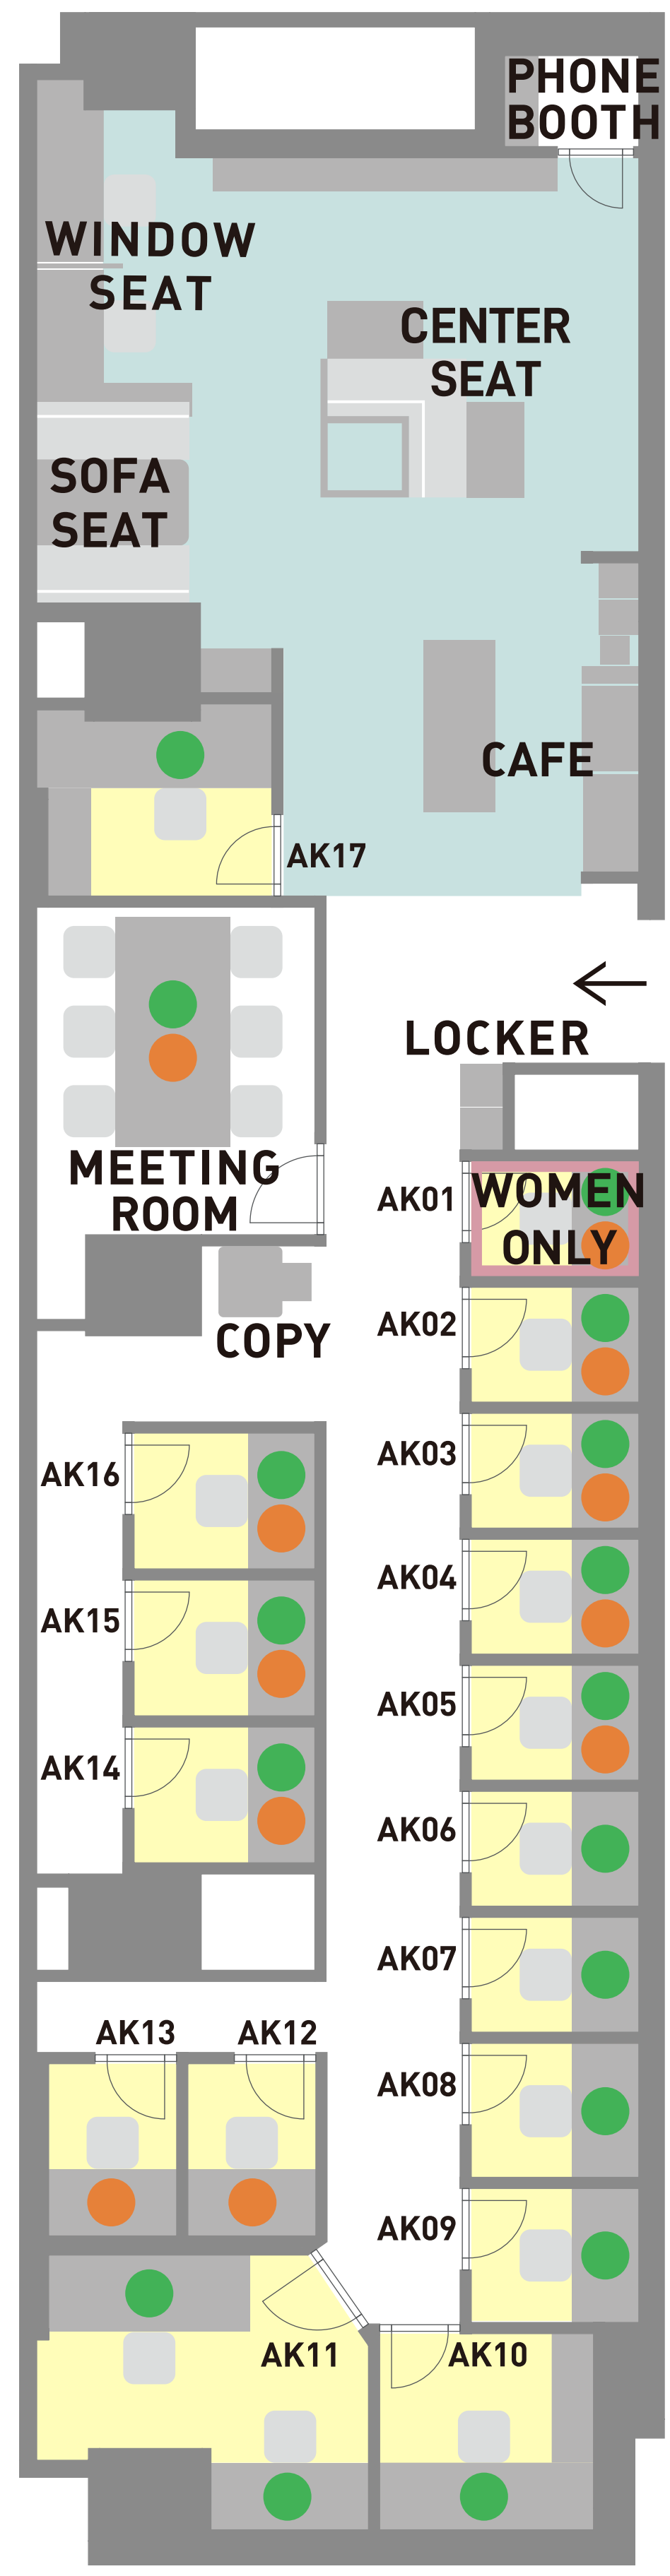 PHONE
BOOTH
WINDOW
SEAT
CENTER
SEAT
SOFA
SEAT
CAFE
AK17
LOCKER
MEETING
ROOM
AK01
WOMEN
ONLY
COPY
AK02
AK03
AK16
AK04
AK15
AK05
AK14
AK06
AK07
AK13
AK12
AK08
AK09
AK11
AK10